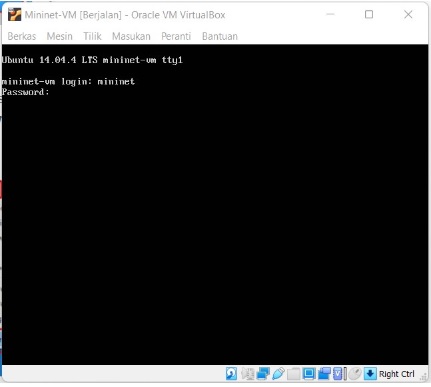 Mininet-VM [Berjalan] - Oracle VM VirtualBox
Berkas Mesin Tilik Masukan Peranti Bantuan
Ubuntu 14.04.4 LTS mininet-vm tty1
mininet-vm login: mininet
Password:
Right Ctrl